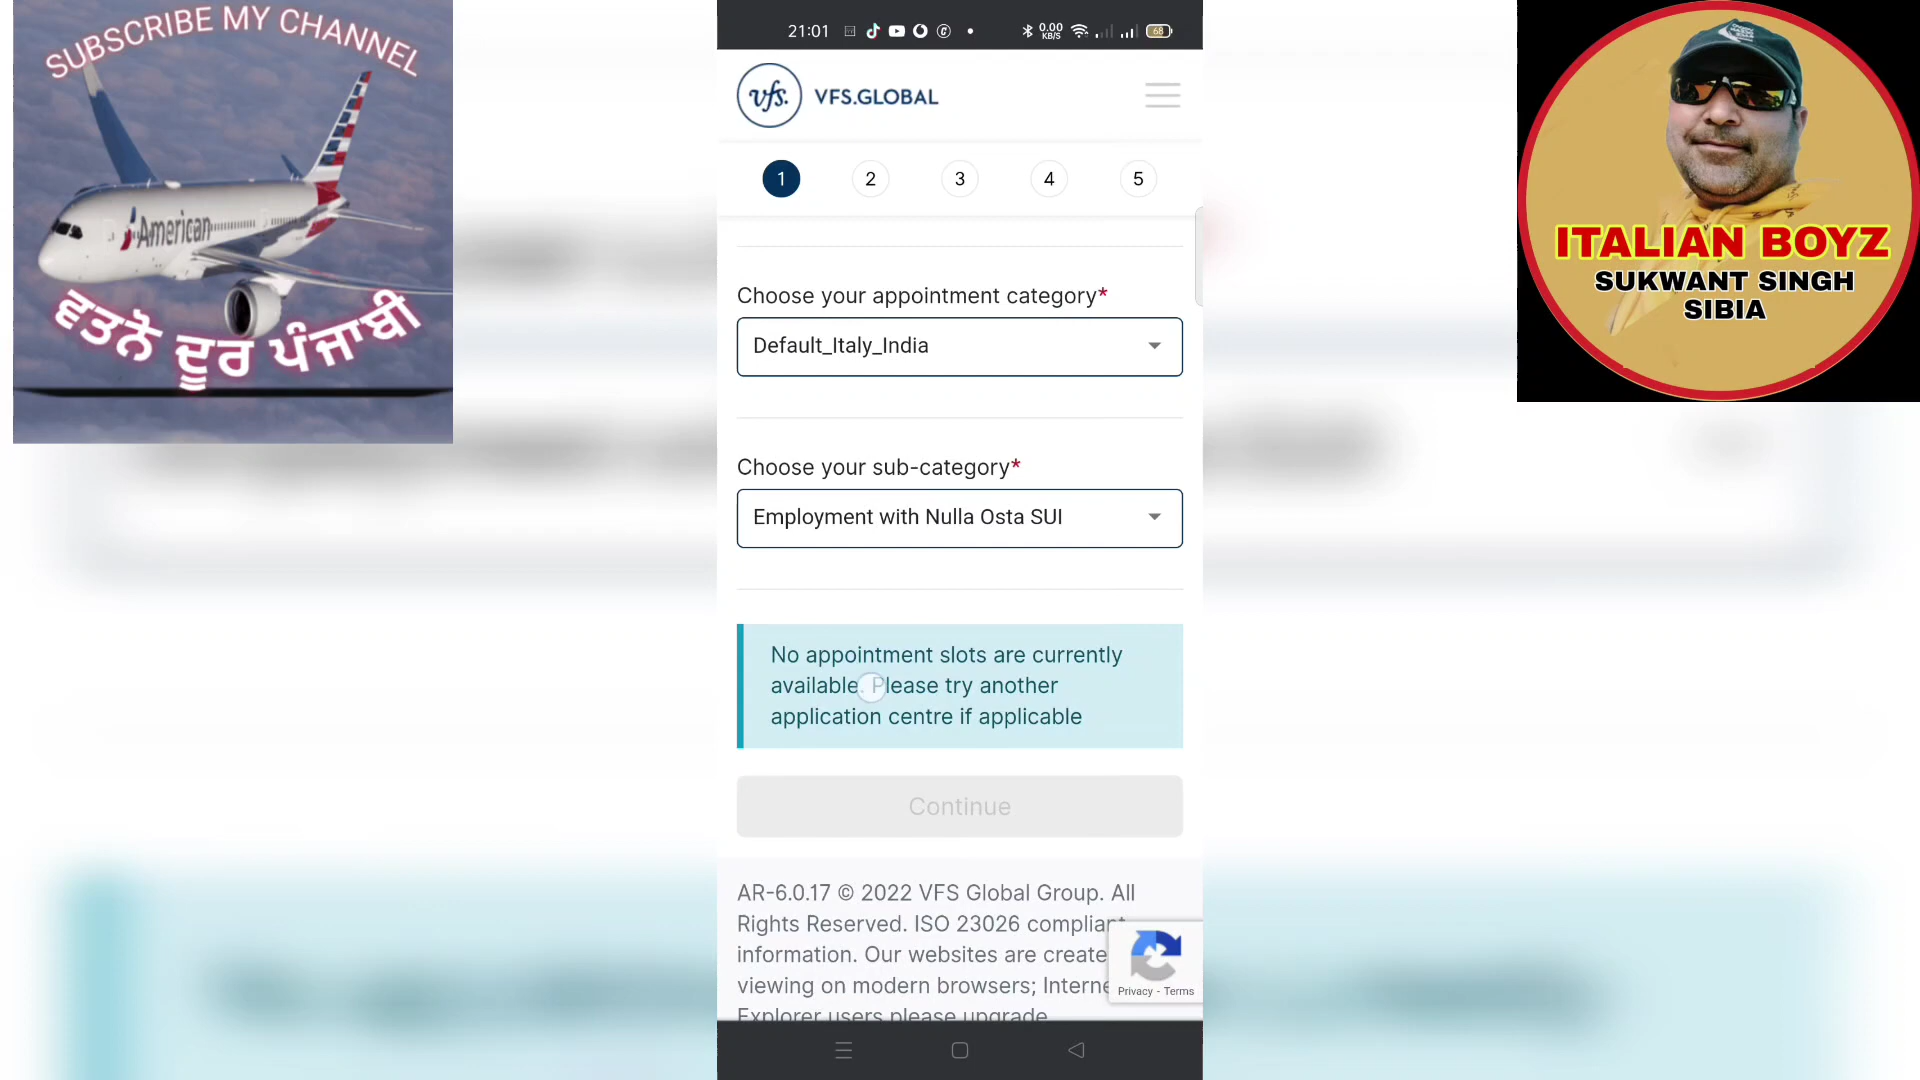 SUBSCRIBE MY CHANNEL
American
ਵਤਨੋ ਦੂਰ ਪੰਜਾਬੀ
21:01
0.00
KB/S
68
vfs.
VFS.GLOBAL
1
2
3
4
5
Choose your appointment category*
Default_Italy_India
Choose your sub-category*
Employment with Nulla Osta SUI
No appointment slots are currently
available. Please try another
application centre if applicable
Continue
AR-6.0.17 © 2022 VFS Global Group. All
Rights Reserved. ISO 23026 compliant
information. Our websites are create
viewing on modern browsers; Interne
Explorer users please upgrade
Privacy - Terms
ITALIAN BOYZ
SUKWANT SINGH
SIBIA